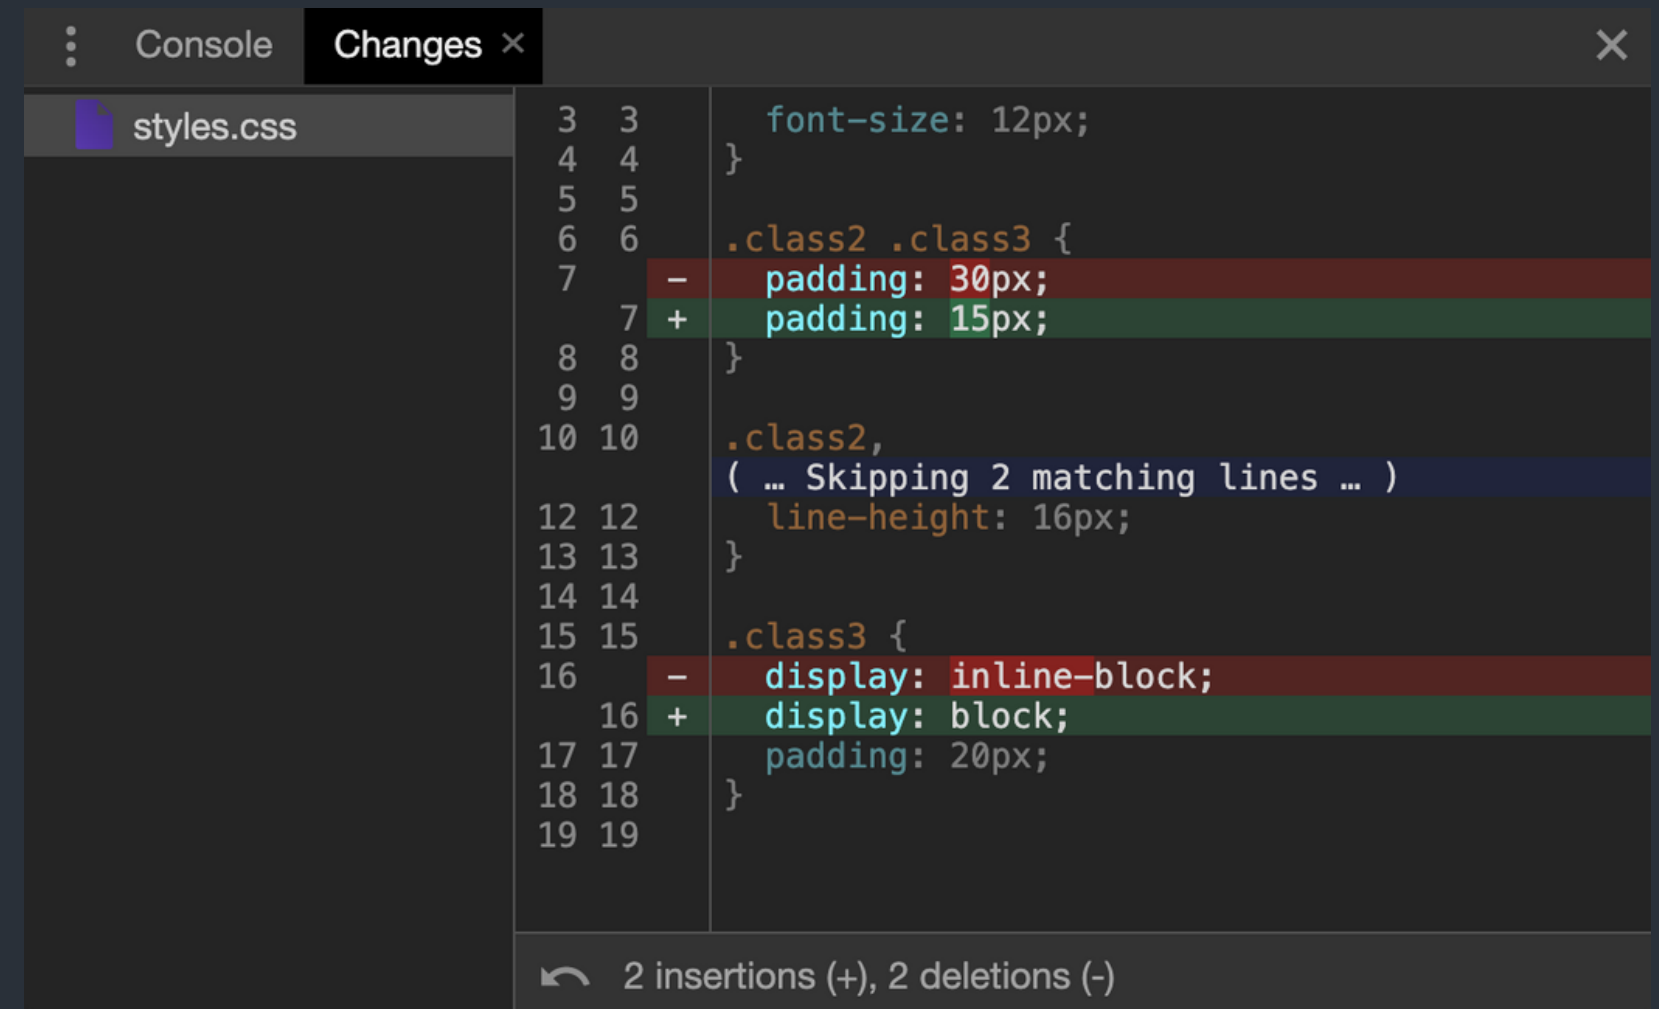 Console Changes
styles.css
3 3 font-size: 12px;
4 4 }
5 5
6 6 .class2 .class3 {
7 - padding: 30px;
7 + padding: 15px;
8 8 }
9 9
10 10 .class2,
( … Skipping 2 matching lines … )
12 12 line-height: 16px;
13 13 }
14 14
15 15 .class3 {
16 - display: inline-block;
16 + display: block;
17 17 padding: 20px;
18 18 }
19 19
2 insertions (+), 2 deletions (-)